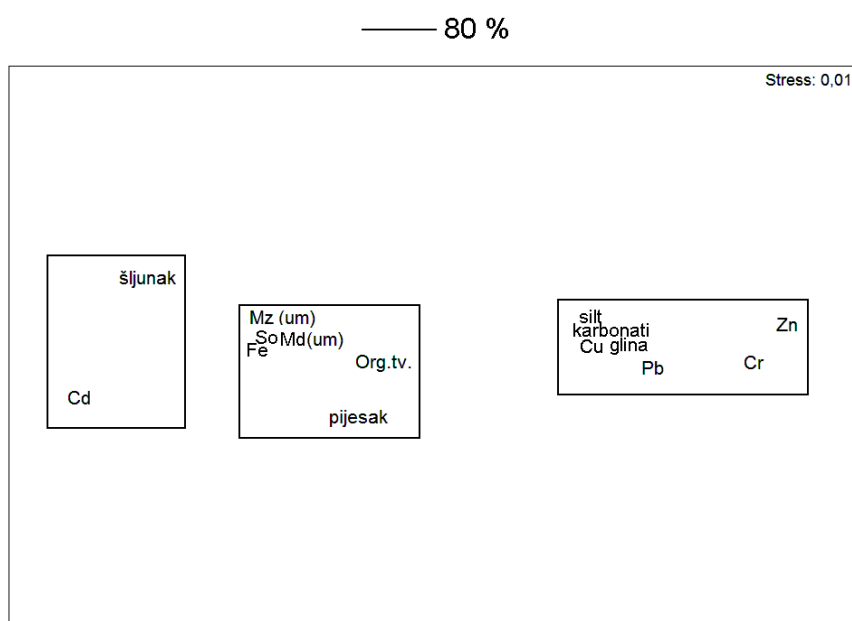 80 %
Stress: 0,01
šljunak
Cd
Mz (um)
So Md(um)
Fe
Org.tv.
pijesak
silt
karbonati
Cu glina
Pb
Zn
Cr